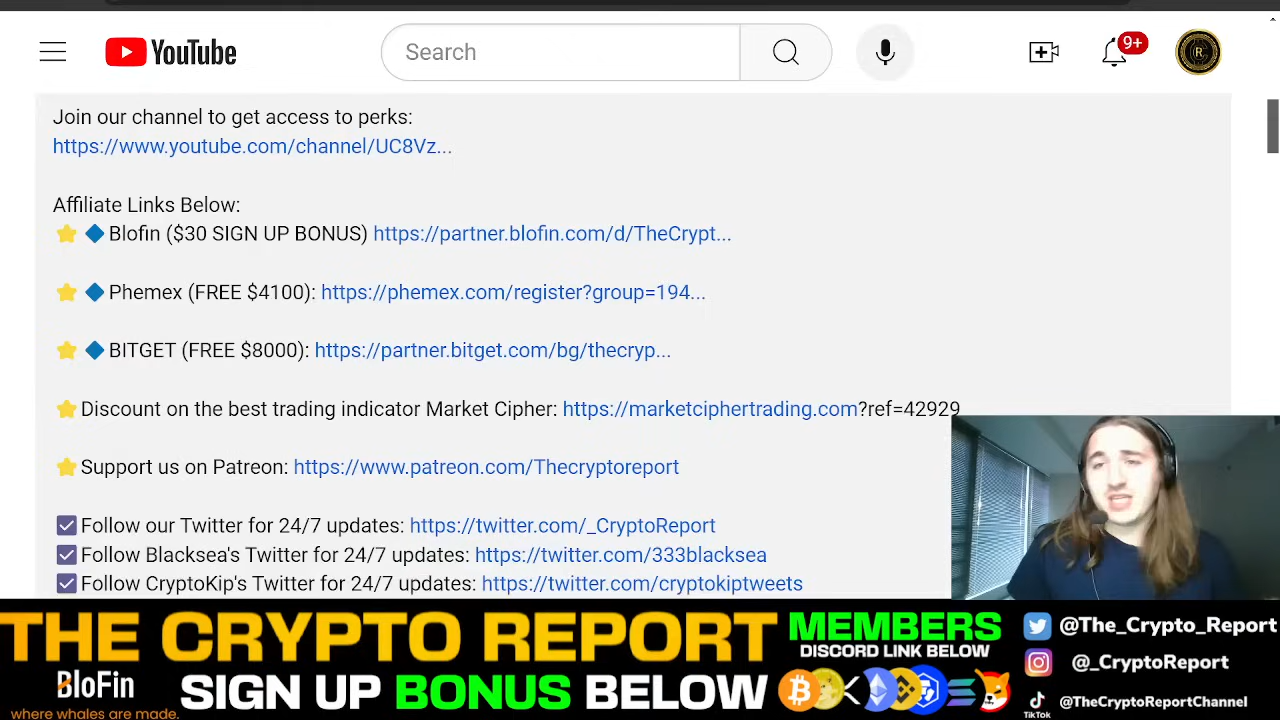 YouTube
Search
9+
R
Join our channel to get access to perks:
https://www.youtube.com/channel/UC8Vz...
Affiliate Links Below:
Blofin ($30 SIGN UP BONUS) https://partner.blofin.com/d/TheCrypt...
Phemex (FREE $4100): https://phemex.com/register?group=194...
BITGET (FREE $8000): https://partner.bitget.com/bg/thecryp...
Discount on the best trading indicator Market Cipher: https://marketciphertrading.com?ref=42929
Support us on Patreon: https://www.patreon.com/Thecryptoreport
Follow our Twitter for 24/7 updates: https://twitter.com/_CryptoReport
Follow Blacksea's Twitter for 24/7 updates: https://twitter.com/333blacksea
Follow CryptoKip's Twitter for 24/7 updates: https://twitter.com/cryptokiptweets
THE CRYPTO REPORT
MEMBERS
DISCORD LINK BELOW
@The_Crypto_Report
BloFin
where whales are made.
SIGN UP BONUS BELOW
@_CryptoReport
TikTok
@TheCryptoReportChannel